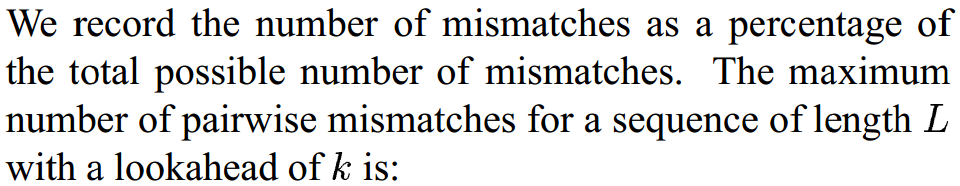 We record the number of mismatches as a percentage of
the total possible number of mismatches. The maximum
number of pairwise mismatches for a sequence of length L
with a lookahead of k is: